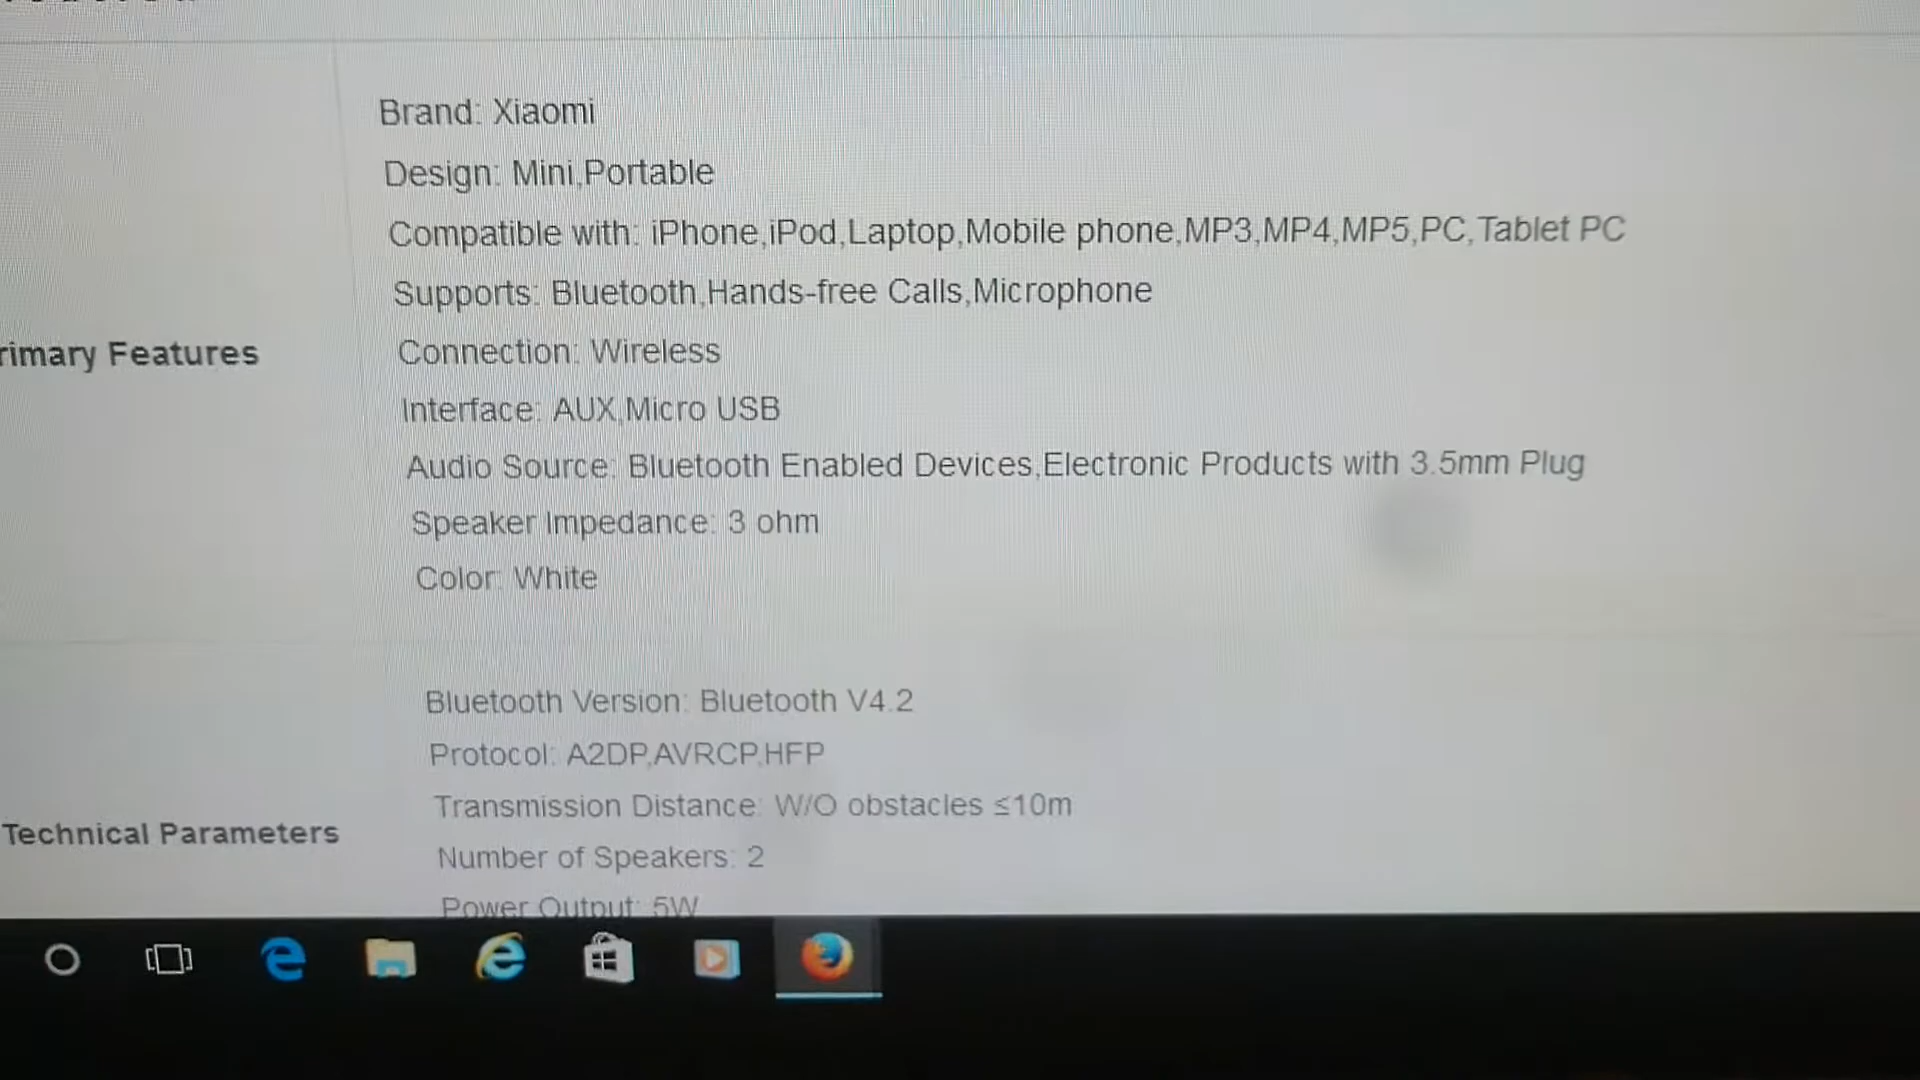 Brand: Xiaomi
Design: Mini,Portable
Compatible with: iPhone,iPod,Laptop,Mobile phone,MP3,MP4,MP5,PC,Tablet PC
Supports: Bluetooth,Hands-free Calls,Microphone
rimary Features
Connection: Wireless
Interface: AUX,Micro USB
Audio Source: Bluetooth Enabled Devices,Electronic Products with 3.5mm Plug
Speaker Impedance: 3 ohm
Color: White
Bluetooth Version: Bluetooth V4.2
Protocol: A2DP,AVRCP,HFP
Transmission Distance: W/O obstacles ≤10m
Technical Parameters
Number of Speakers: 2
Power Output: 5W